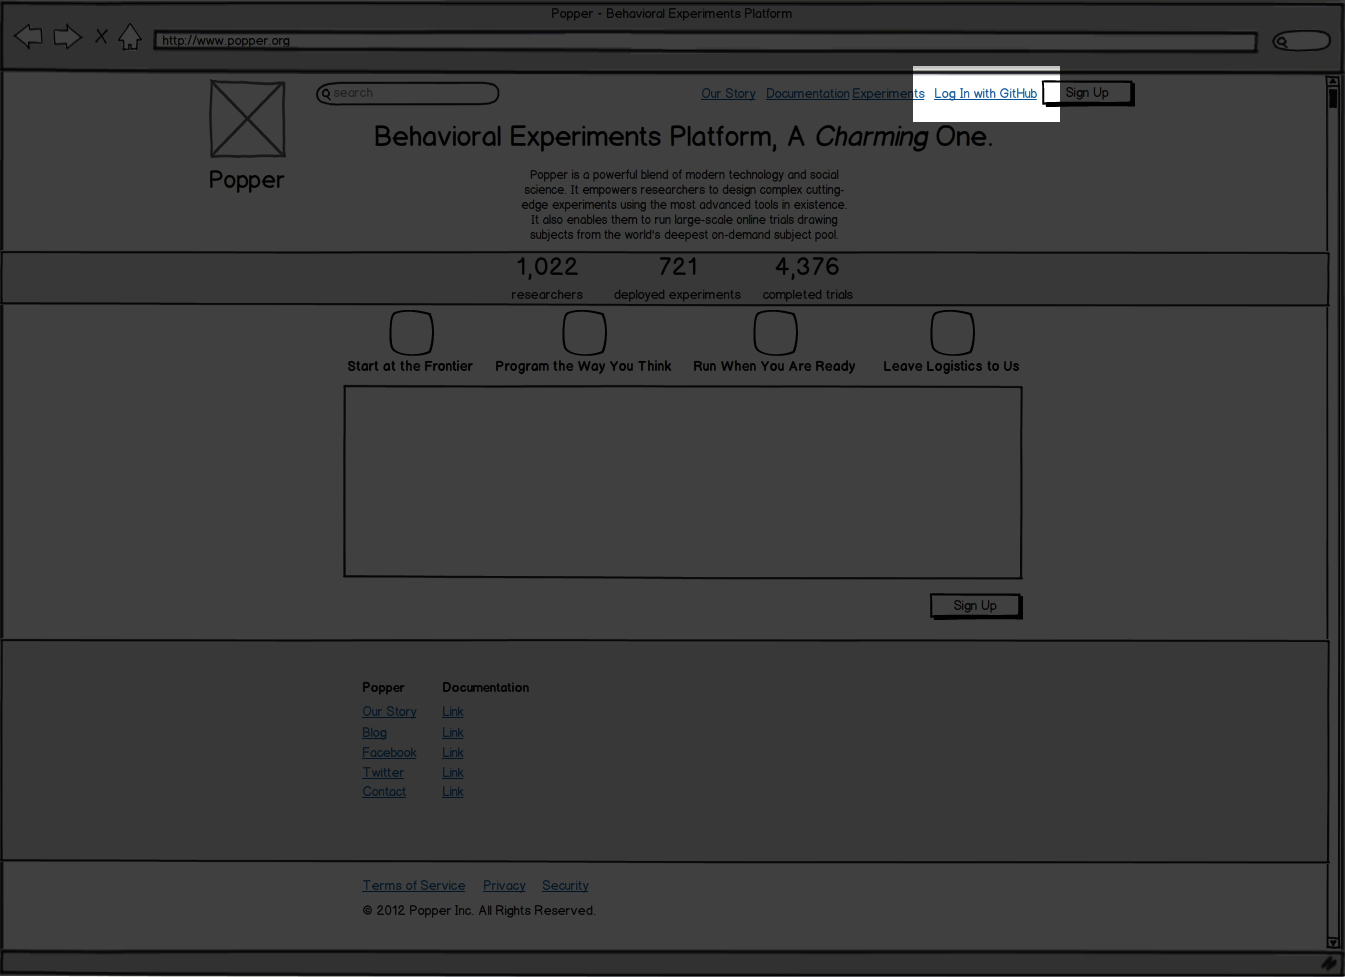 Popper - Behavioral Experiments Platform
http://www.popper.org
search
Our Story Documentation Experiments Log In with GitHub Sign Up
Behavioral Experiments Platform, A Charming One.
Popper
Popper is a powerful blend of modern technology and social
science. It empowers researchers to design complex cutting-
edge experiments using the most advanced tools in existence.
It also enables them to run large-scale online trials drawing
subjects from the world's deepest on-demand subject pool.
1,022 721 4,376
researchers deployed experiments completed trials
Start at the Frontier Program the Way You Think Run When You Are Ready Leave Logistics to Us
Sign Up
Popper Documentation
Our Story Link
Blog Link
Facebook Link
Twitter Link
Contact Link
Terms of Service Privacy Security
© 2012 Popper Inc. All Rights Reserved.